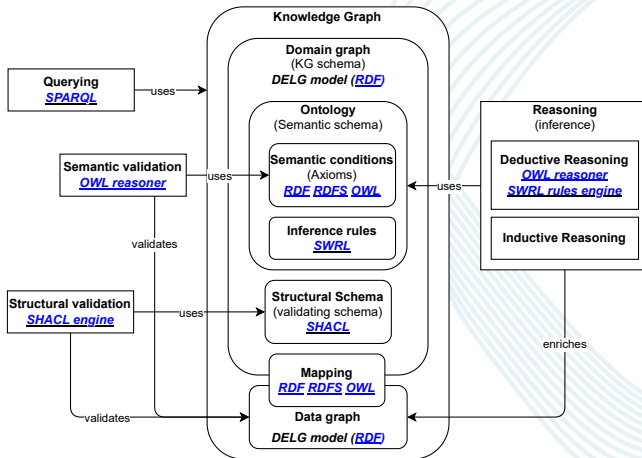 Knowledge Graph
Domain graph
(KG schema)
DELG model (RDF)
Querying
SPARQL
uses
Ontology
(Semantic schema)
Reasoning
(inference)
Semantic validation
OWL reasoner
uses
Semantic conditions
(Axioms)
RDF RDFS OWL
uses
Deductive Reasoning
OWL reasoner
SWRL rules engine
Inference rules
SWRL
Inductive Reasoning
validates
Structural validation
SHACL engine
uses
Structural Schema
(validating schema)
SHACL
enriches
Mapping
RDF RDFS OWL
validates
Data graph
DELG model (RDF)